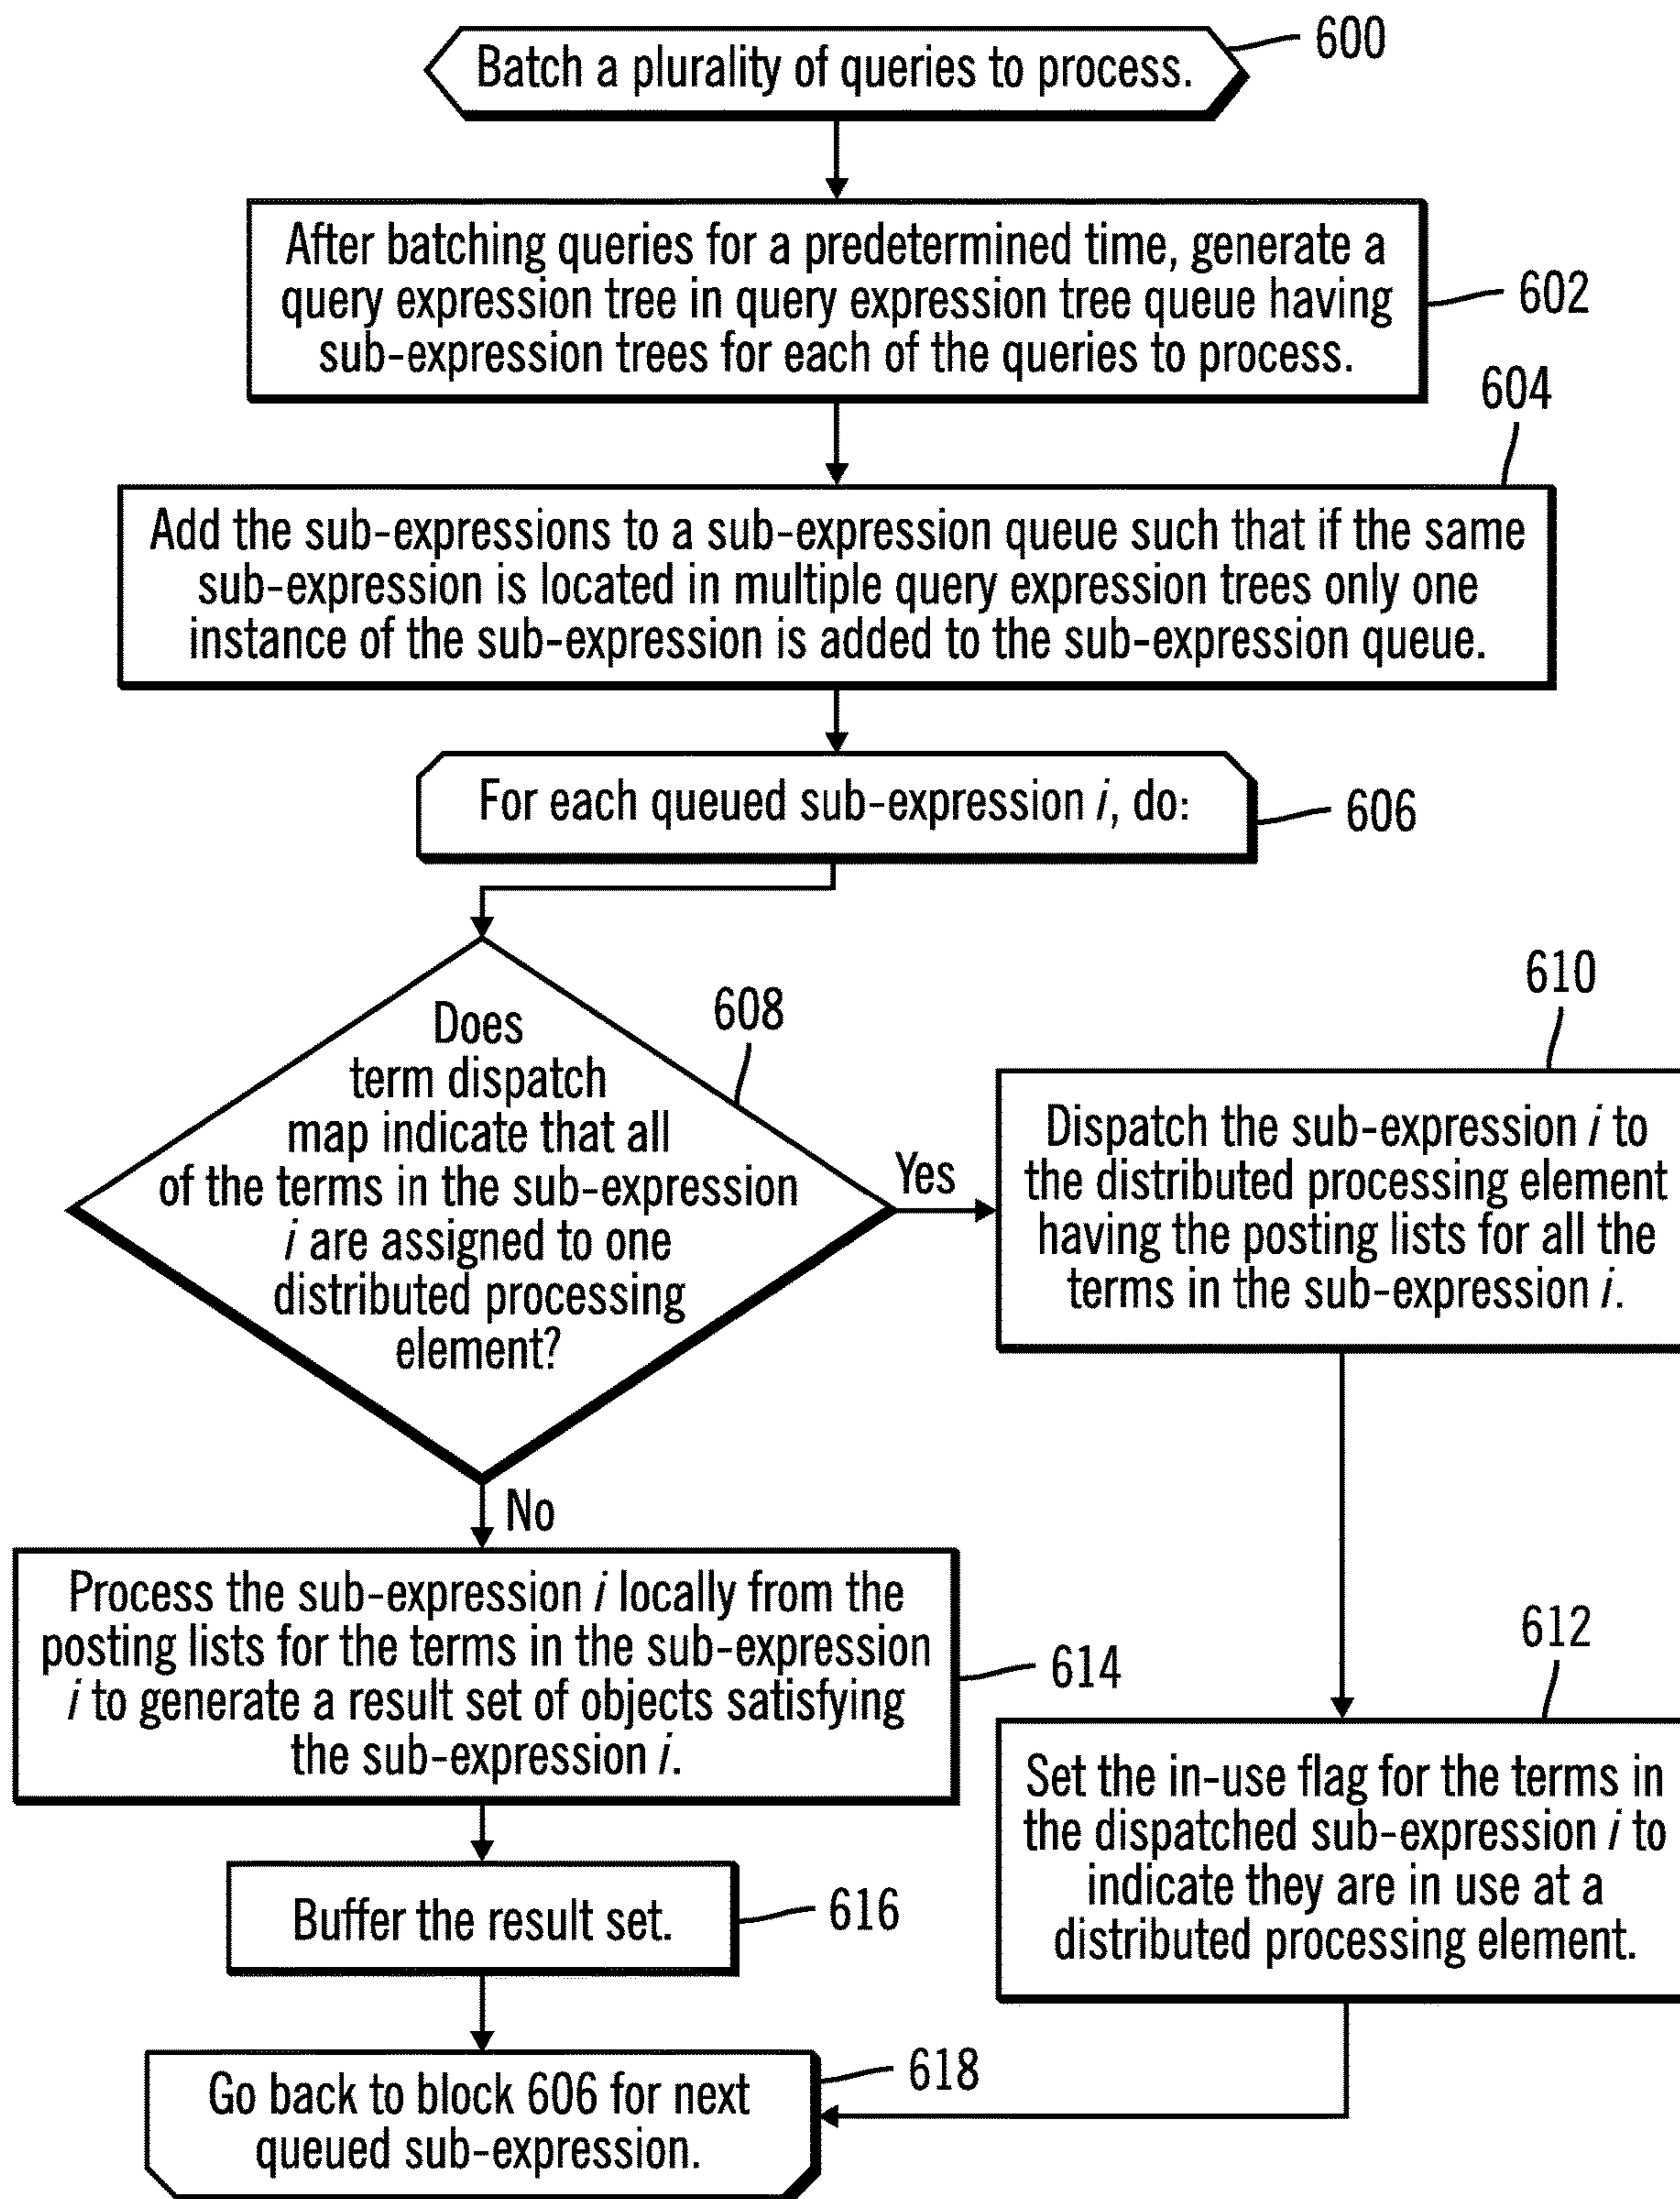 Batch a plurality of queries to process.
600
After batching queries for a predetermined time, generate a
query expression tree in query expression tree queue having
sub-expression trees for each of the queries to process.
602
604
Add the sub-expressions to a sub-expression queue such that if the same
sub-expression is located in multiple query expression trees only one
instance of the sub-expression is added to the sub-expression queue.
For each queued sub-expression i, do:
606
Does
term dispatch
map indicate that all
of the terms in the sub-expression
i are assigned to one
distributed processing
element?
608
Yes
610
Dispatch the sub-expression i to
the distributed processing element
having the posting lists for all the
terms in the sub-expression i.
No
Process the sub-expression i locally from the
posting lists for the terms in the sub-expression
i to generate a result set of objects satisfying
the sub-expression i.
614
612
Set the in-use flag for the terms in
the dispatched sub-expression i to
indicate they are in use at a
distributed processing element.
Buffer the result set.
616
Go back to block 606 for next
queued sub-expression.
618